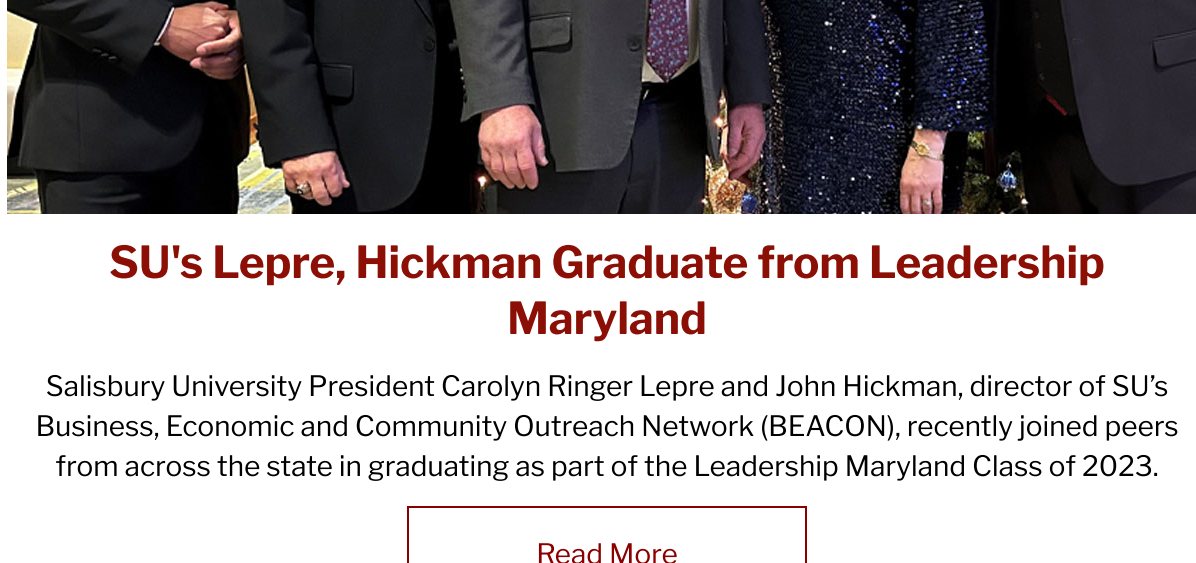 SU's Lepre, Hickman Graduate from Leadership
Maryland
Salisbury University President Carolyn Ringer Lepre and John Hickman, director of SU’s
Business, Economic and Community Outreach Network (BEACON), recently joined peers
from across the state in graduating as part of the Leadership Maryland Class of 2023.
Read More